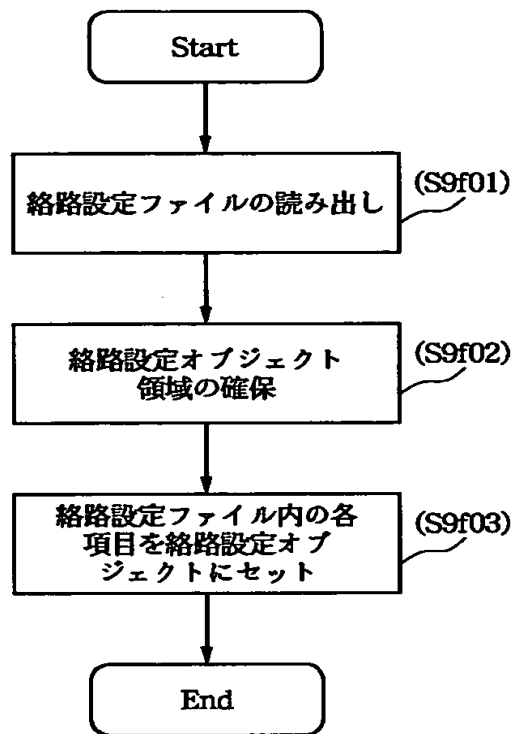 Start
絡路設定ファイルの読み出し
(S9f01)
絡路設定オブジェクト
領域の確保
(S9f02)
絡路設定ファイル内の各
項目を絡路設定オブ
ジェクトにセット
(S9f03)
End